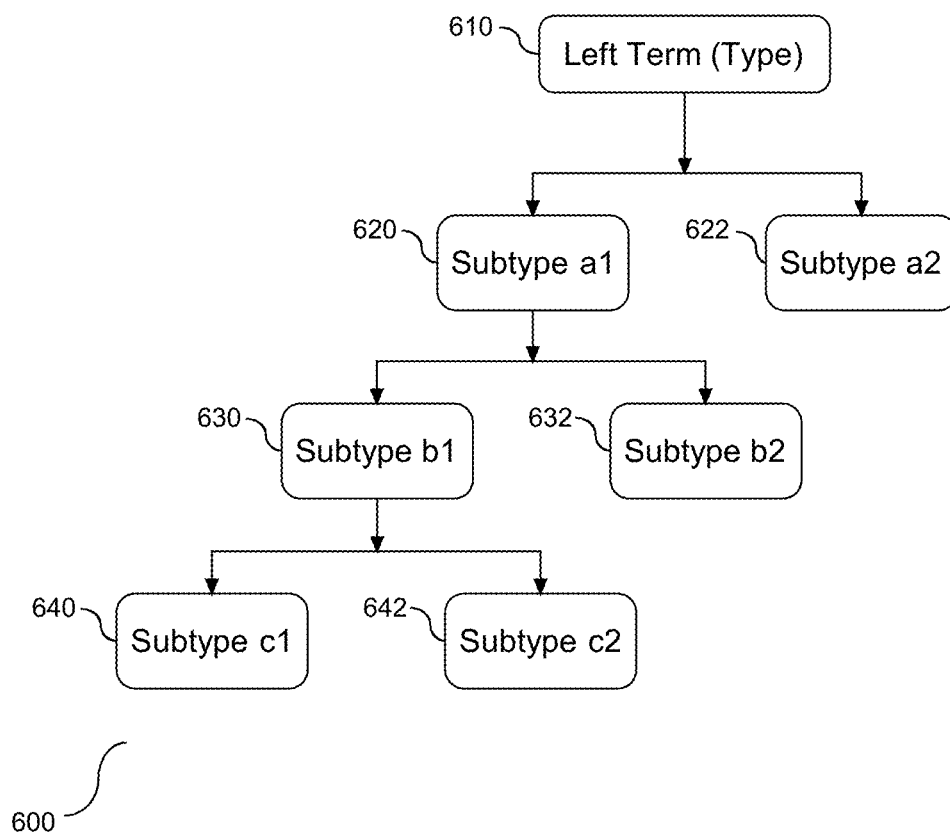 610
Left Term (Type)
620
Subtype a1
622
Subtype a2
630
Subtype b1
632
Subtype b2
640
Subtype c1
642
Subtype c2
600